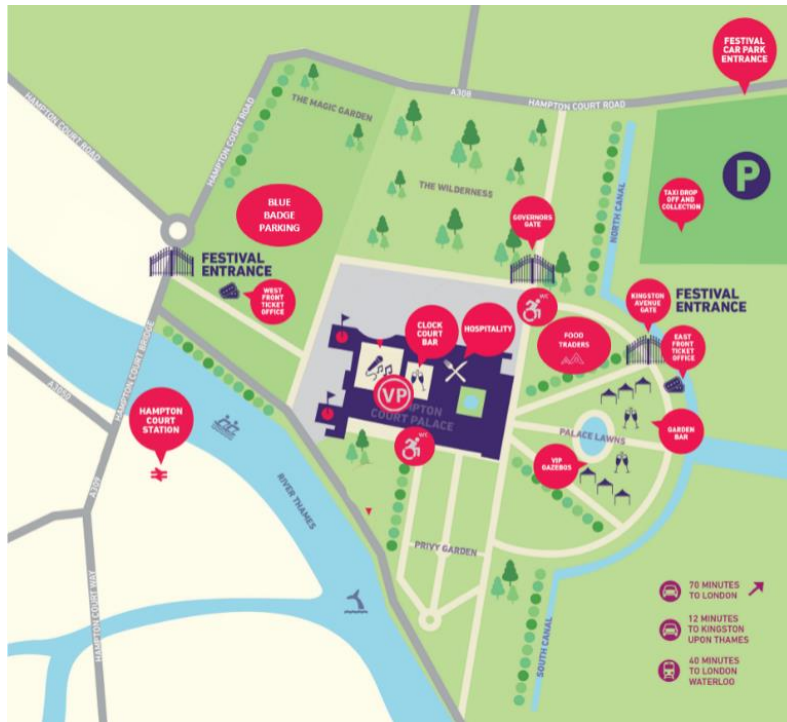 FESTIVAL
CAR PARK
ENTRANCE
A308
HAMPTON COURT ROAD
HAMPTON COURT ROAD
HAMPTON COURT ROAD
THE MAGIC GARDEN
THE WILDERNESS
P
TAXI DROP
OFF AND
COLLECTION
NORTH CANAL
BLUE
BADGE
PARKING
GOVERNORS
GATE
FESTIVAL
ENTRANCE
WEST
FRONT
TICKET
OFFICE
KINGSTON
AVENUE
GATE
FESTIVAL
ENTRANCE
EAST
FRONT
TICKET
OFFICE
WC
CLOCK
COURT
BAR
HOSPITALITY
FOOD
TRADERS
VP
HAMPTON
COURT PALACE
WC
HAMPTON COURT BRIDGE
A3050
HAMPTON
COURT
STATION
A309
RIVER THAMES
PALACE LAWNS
GARDEN
BAR
VIP
GAZEBOS
PRIVY GARDEN
HAMPTON COURT WAY
SOUTH CANAL
70 MINUTES
TO LONDON
12 MINUTES
TO KINGSTON
UPON THAMES
40 MINUTES
TO LONDON
WATERLOO